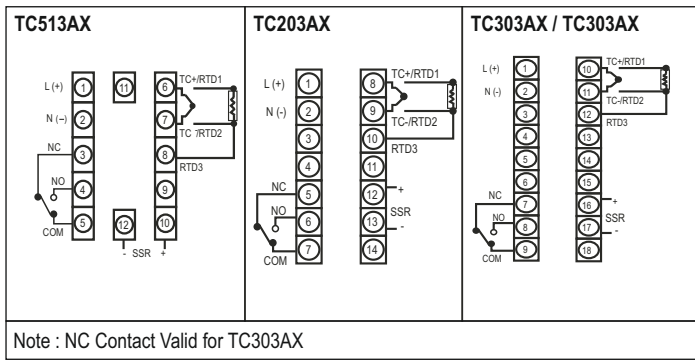 TC513AX
L (+)
N (–)
NC
NO
COM
1
2
3
4
5
11
12
- SSR +
6
7
8
9
10
TC+/RTD1
TC /RTD2
RTD3
TC203AX
L (+)
N (-)
NC
NO
COM
1
2
3
4
5
6
7
8
9
10
11
12
13
14
TC+/RTD1
TC-/RTD2
RTD3
+
SSR
-
TC303AX / TC303AX
L (+)
N (-)
NC
NO
COM
1
2
3
4
5
6
7
8
9
10
11
12
13
14
15
16
17
18
TC+/RTD1
TC-/RTD2
RTD3
+
SSR
-
Note : NC Contact Valid for TC303AX